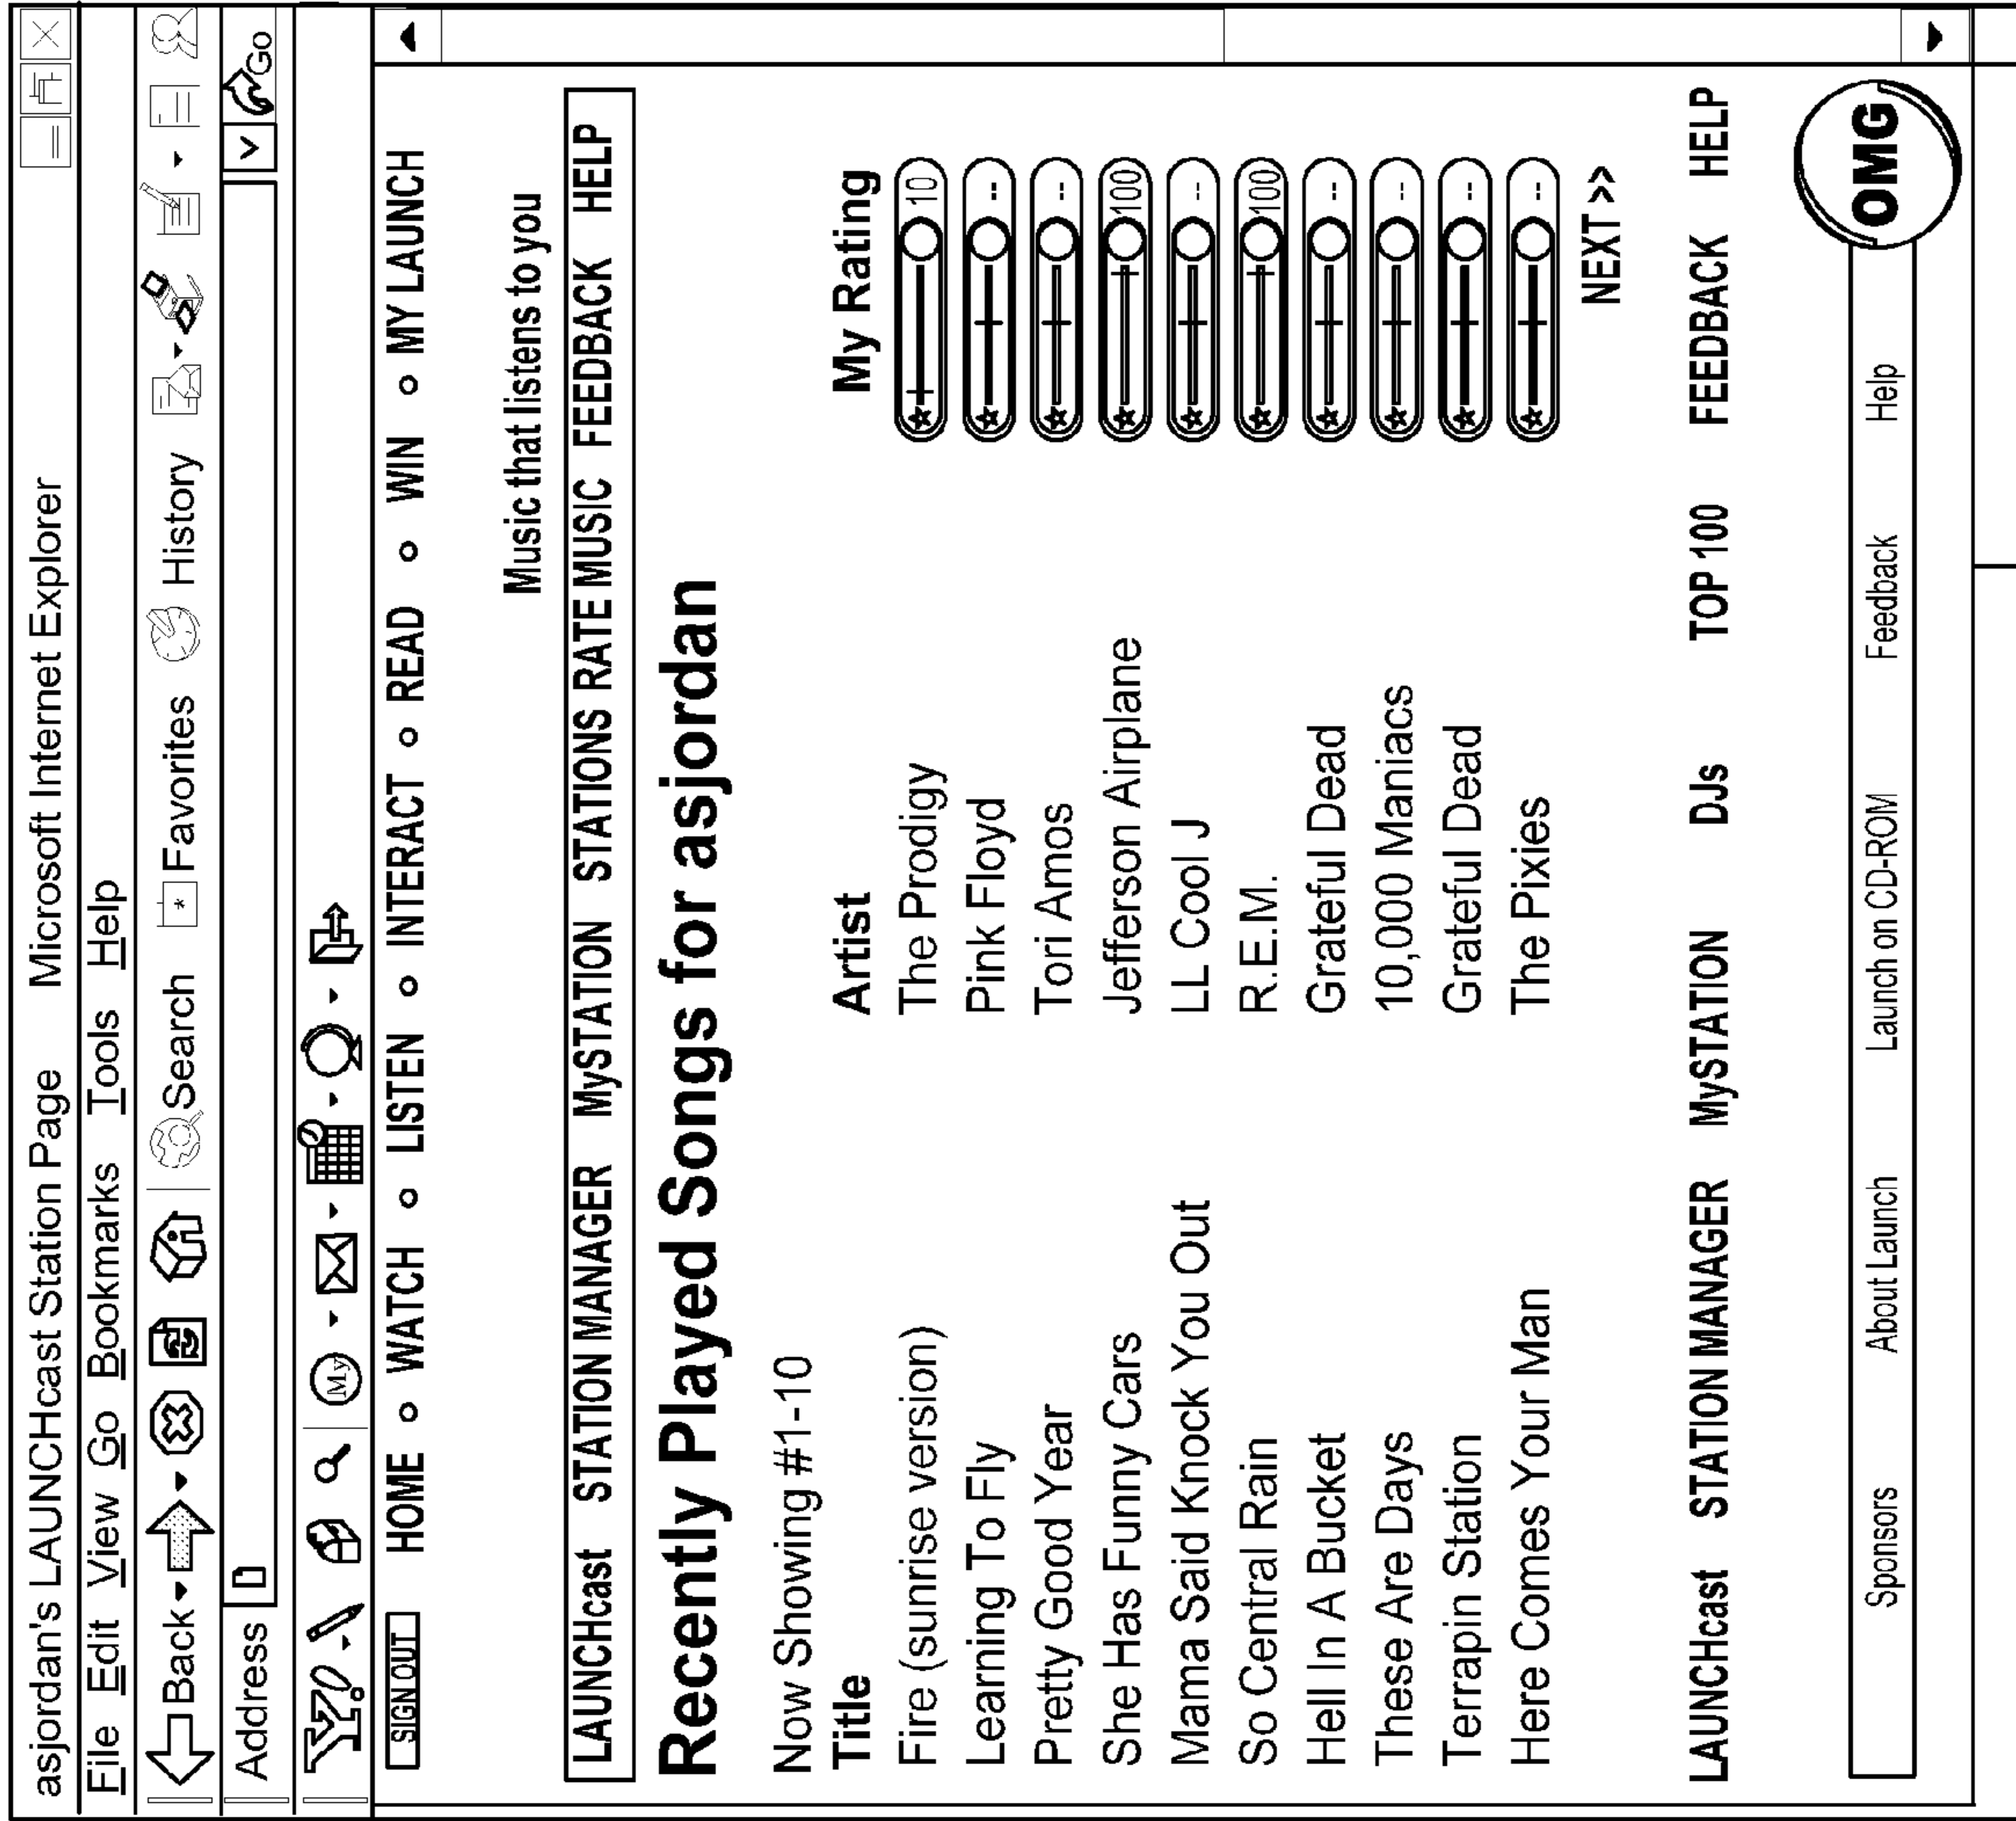 asjordan's LAUNCHcast Station Page Microsoft Internet Explorer
File Edit View Go Bookmarks Tools Help
Back Search Favorites History
Address Go
Y! My
SIGN OUT HOME WATCH LISTEN INTERACT READ WIN MY LAUNCH
Music that listens to you
LAUNCHcast STATION MANAGER MySTATION STATIONS RATE MUSIC FEEDBACK HELP
Recently Played Songs for asjordan
Now Showing #1-10
Title Artist My Rating
Fire (sunrise version) The Prodigy 10
Learning To Fly Pink Floyd --
Pretty Good Year Tori Amos --
She Has Funny Cars Jefferson Airplane 100
Mama Said Knock You Out LL Cool J --
So Central Rain R.E.M. 100
Hell In A Bucket Grateful Dead --
These Are Days 10,000 Maniacs --
Terrapin Station Grateful Dead --
Here Comes Your Man The Pixies --
NEXT >>
LAUNCHcast STATION MANAGER MySTATION DJs TOP 100 FEEDBACK HELP
Sponsors About Launch Launch on CD-ROM Feedback Help OMG